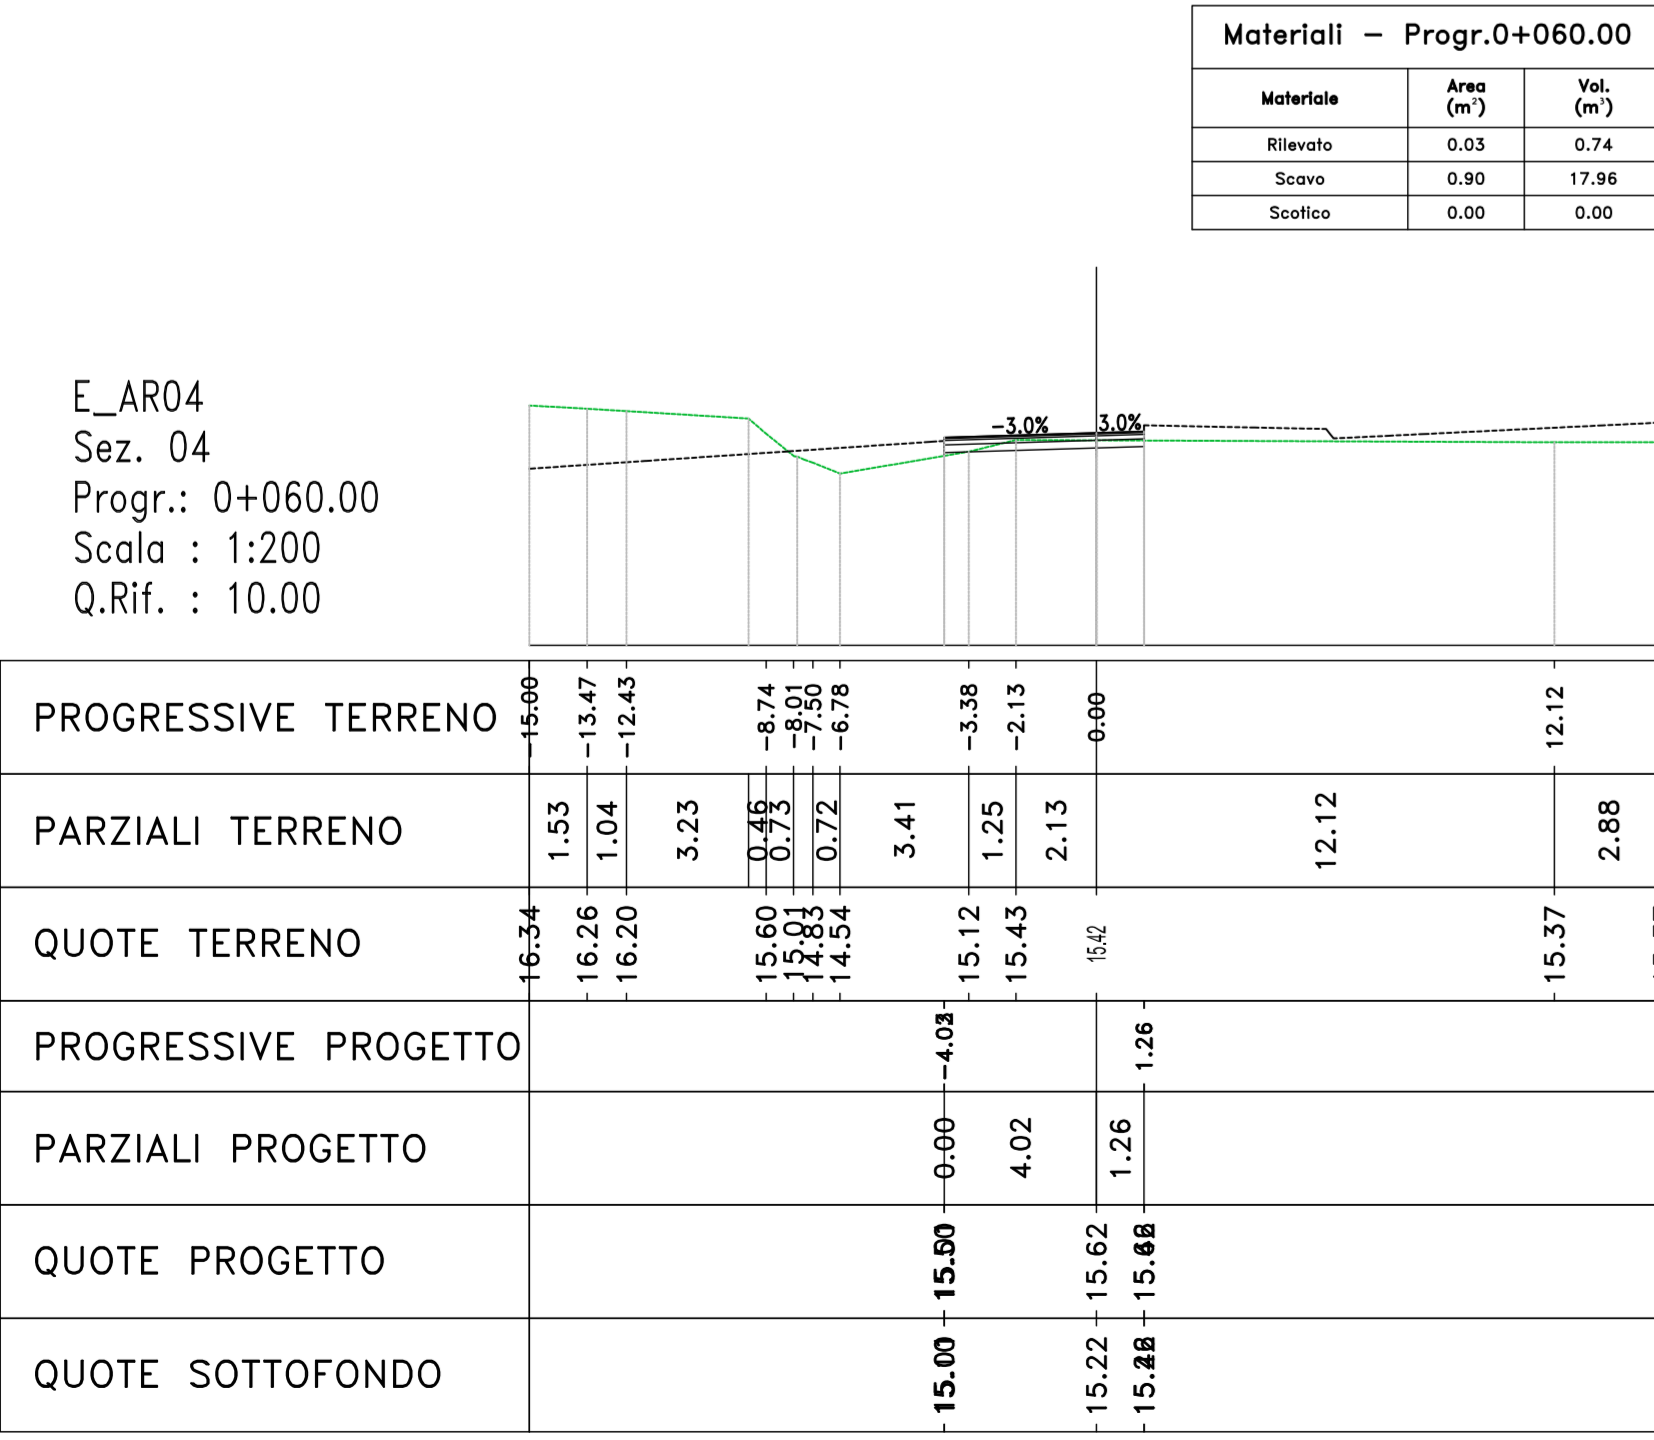 Materiali – Progr.0+060.00
Materiale Area (m²) Vol. (m³)
Rilevato 0.03 0.74
Scavo 0.90 17.96
Scotico 0.00 0.00
E_AR04
Sez. 04
Progr.: 0+060.00
Scala : 1:200
Q.Rif. : 10.00
-3.0% 3.0%
PROGRESSIVE TERRENO -15.00 -13.47 -12.43 -8.74 -8.01 -7.50 -6.78 -3.38 -2.13 0.00 12.12
PARZIALI TERRENO 1.53 1.04 3.23 0.46 0.73 0.72 3.41 1.25 2.13 12.12 2.88
QUOTE TERRENO 16.34 16.26 16.20 15.60 15.01 14.83 14.54 15.12 15.43 15.42 15.37
PROGRESSIVE PROGETTO 1.26
PARZIALI PROGETTO 0.00 4.02 1.26
QUOTE PROGETTO 15.62
QUOTE SOTTOFONDO 15.22